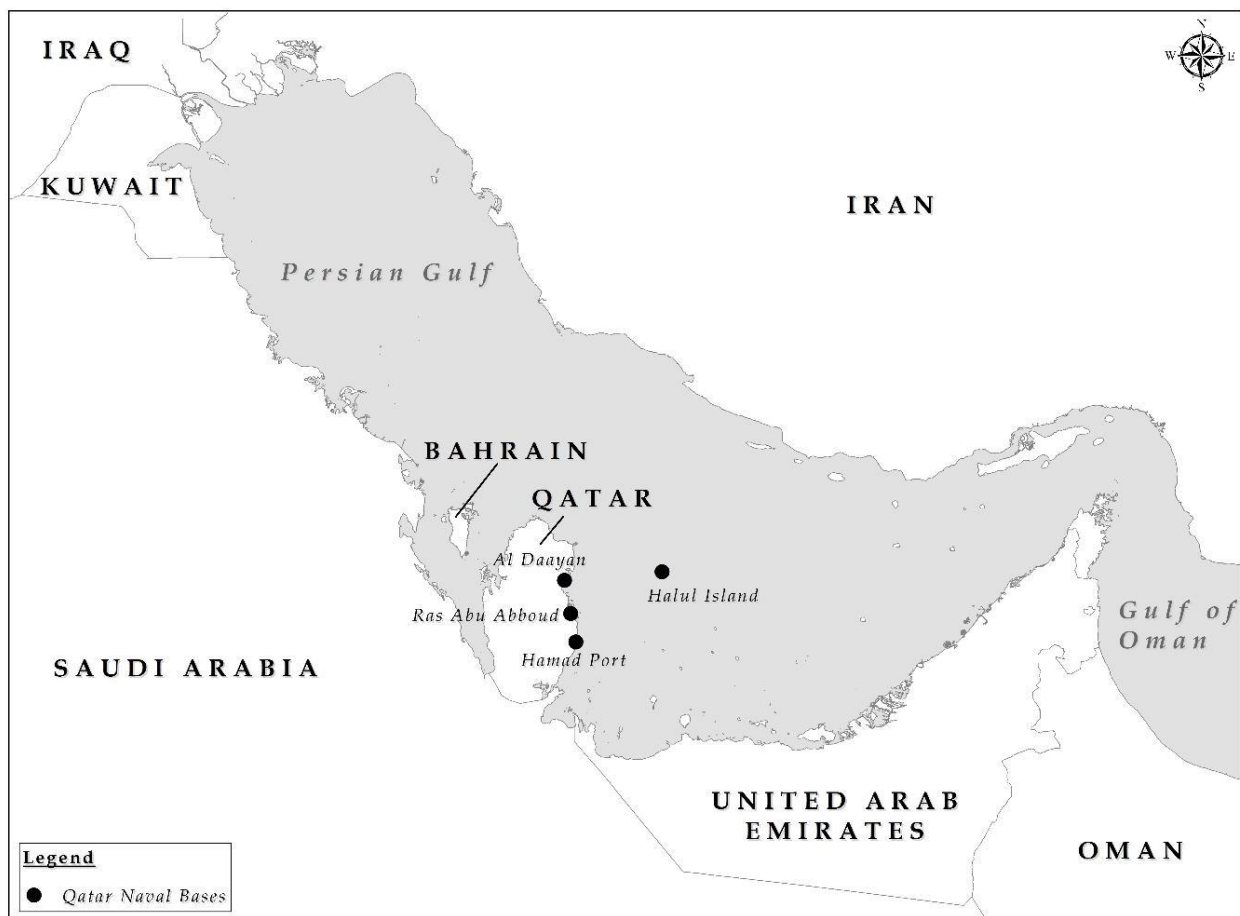 N
W E
S
IRAQ
KUWAIT
IRAN
Persian Gulf
BAHRAIN
QATAR
Al Daayan
Halul Island
Ras Abu Abboud
Hamad Port
Gulf of
Oman
SAUDI ARABIA
UNITED ARAB
EMIRATES
OMAN
Legend
Qatar Naval Bases